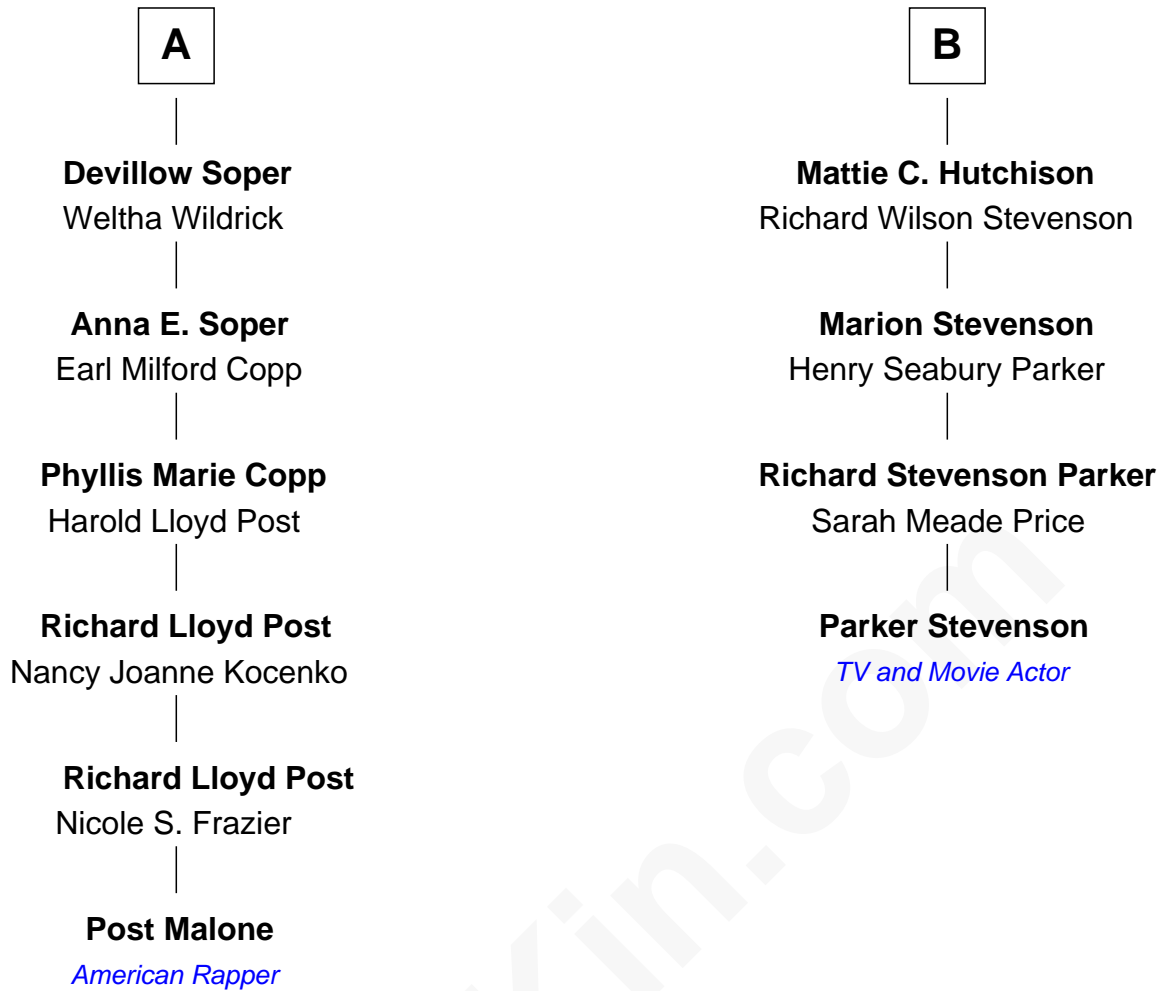 A
Devillow Soper
Weltha Wildrick
Anna E. Soper
Earl Milford Copp
Phyllis Marie Copp
Harold Lloyd Post
Richard Lloyd Post
Nancy Joanne Kocenko
Richard Lloyd Post
Nicole S. Frazier
Post Malone
American Rapper
B
Mattie C. Hutchison
Richard Wilson Stevenson
Marion Stevenson
Henry Seabury Parker
Richard Stevenson Parker
Sarah Meade Price
Parker Stevenson
TV and Movie Actor
Kin.com